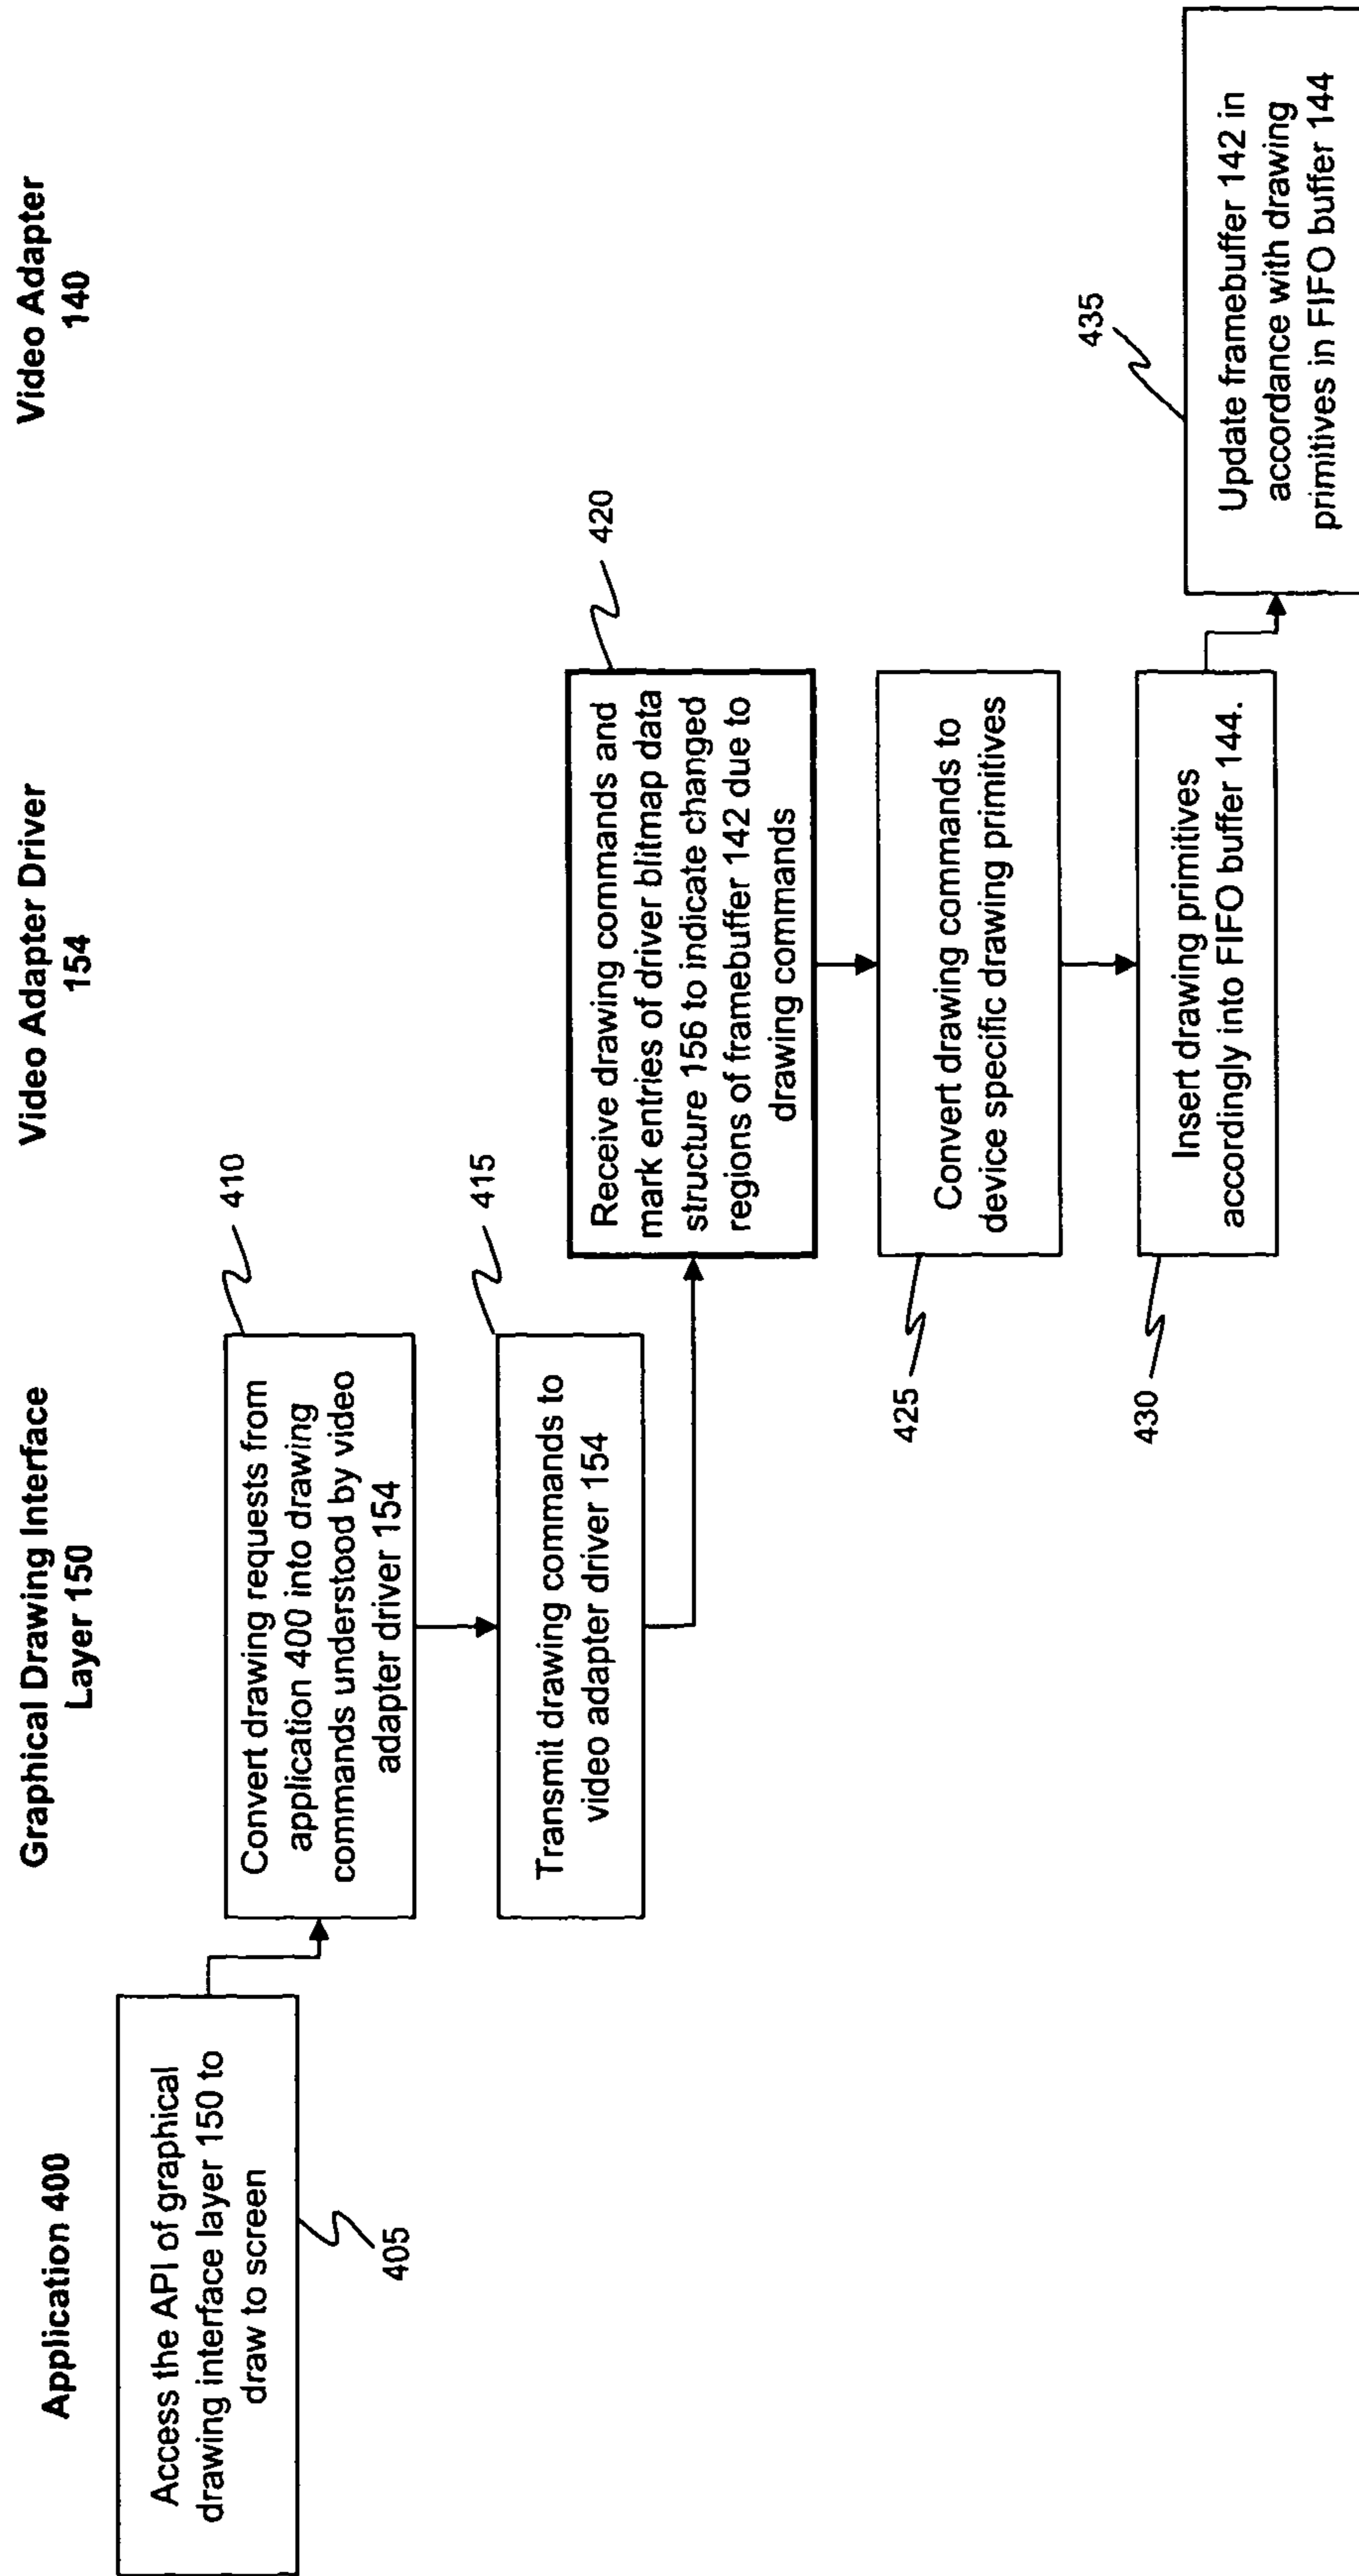 Application 400
Graphical Drawing Interface
Layer 150
Video Adapter Driver
154
Video Adapter
140
Access the API of graphical
drawing interface layer 150 to
draw to screen
405
410
Convert drawing requests from
application 400 into drawing
commands understood by video
adapter driver 154
415
Transmit drawing commands to
video adapter driver 154
420
Receive drawing commands and
mark entries of driver blitmap data
structure 156 to indicate changed
regions of framebuffer 142 due to
drawing commands
425
Convert drawing commands to
device specific drawing primitives
430
Insert drawing primitives
accordingly into FIFO buffer 144.
435
Update framebuffer 142 in
accordance with drawing
primitives in FIFO buffer 144